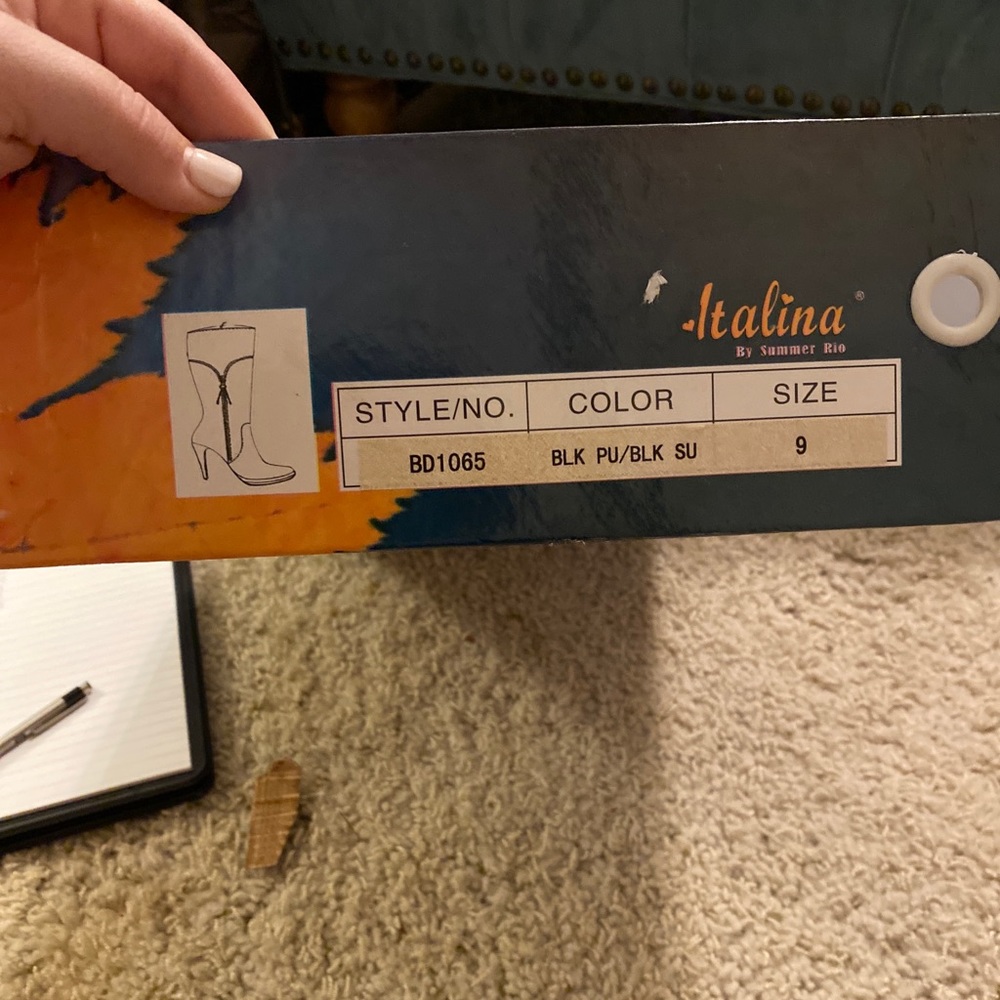 Italina®
By Summer Rio
STYLE/NO. COLOR SIZE
BD1065 BLK PU/BLK SU 9